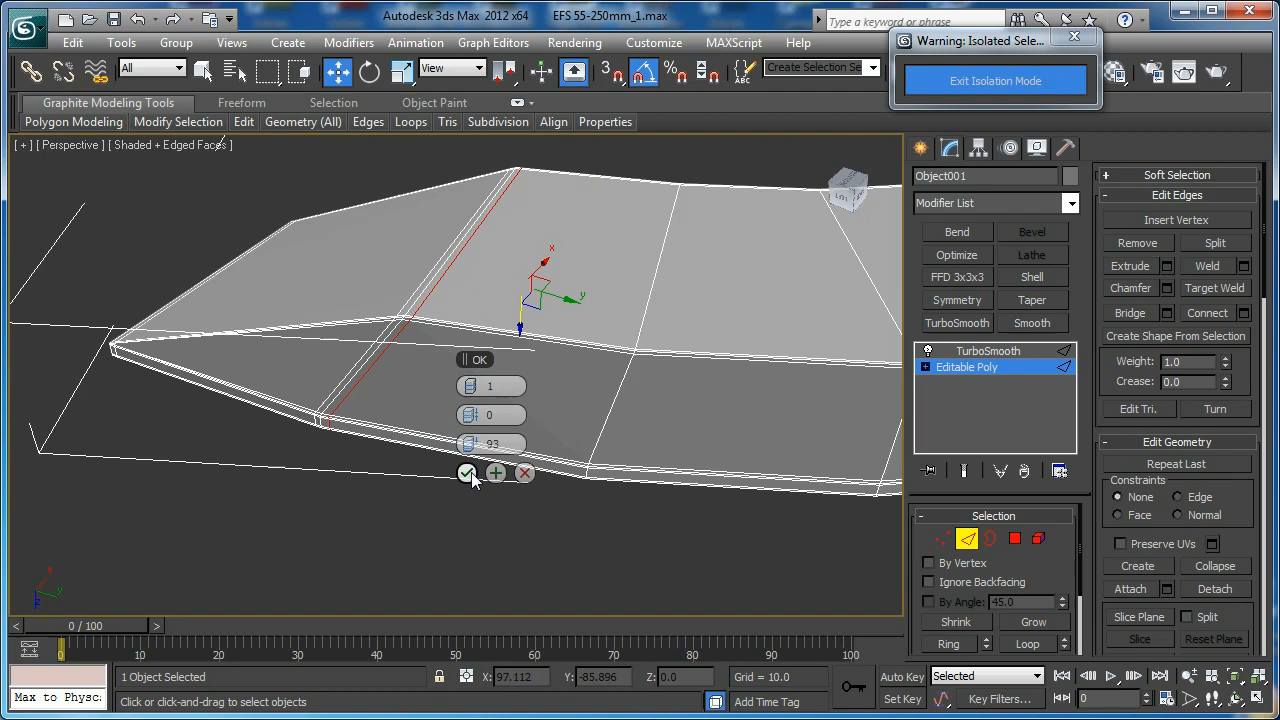 Autodesk 3ds Max 2012 x64 EFS 55-250mm_1.max
Type a keyword or phrase
Edit Tools Group Views Create Modifiers Animation Graph Editors Rendering Customize MAXScript Help
Warning: Isolated Sele...
Exit Isolation Mode
All
View
3
Create Selection Se
Graphite Modeling Tools Freeform Selection Object Paint
Polygon Modeling Modify Selection Edit Geometry (All) Edges Loops Tris Subdivision Align Properties
[ + ] [ Perspective ] [ Shaded + Edged Faces ]
x
y
OK
1
0
93
x
y
z
Object001
Modifier List
Bend Bevel
Optimize Lathe
FFD 3x3x3 Shell
Symmetry Taper
TurboSmooth Smooth
TurboSmooth
Editable Poly
Selection
By Vertex
Ignore Backfacing
By Angle: 45.0
Shrink Grow
Ring Loop
+ Soft Selection
- Edit Edges
Insert Vertex
Remove Split
Extrude Weld
Chamfer Target Weld
Bridge Connect
Create Shape From Selection
Weight: 1.0
Crease: 0.0
Edit Tri. Turn
- Edit Geometry
Repeat Last
Constraints
None Edge
Face Normal
Preserve UVs
Create Collapse
Attach Detach
Slice Plane Split
Slice Reset Plane
< 0 / 100 >
0 10 20 30 40 50 60 70 80 90 100
Max to Physc
1 Object Selected
X: 97.112 Y: -85.896 Z: 0.0
Grid = 10.0
Click or click-and-drag to select objects
Add Time Tag
Auto Key Selected
Set Key Key Filters...
0